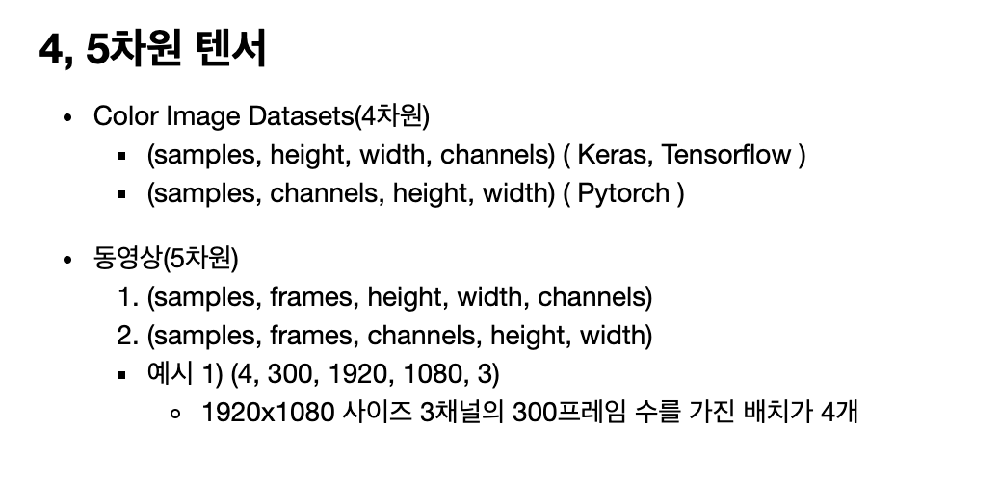 4, 5차원 텐서
• Color Image Datasets(4차원)
▪ (samples, height, width, channels) ( Keras, Tensorflow )
▪ (samples, channels, height, width) ( Pytorch )
• 동영상(5차원)
1. (samples, frames, height, width, channels)
2. (samples, frames, channels, height, width)
▪ 예시 1) (4, 300, 1920, 1080, 3)
◦ 1920x1080 사이즈 3채널의 300프레임 수를 가진 배치가 4개